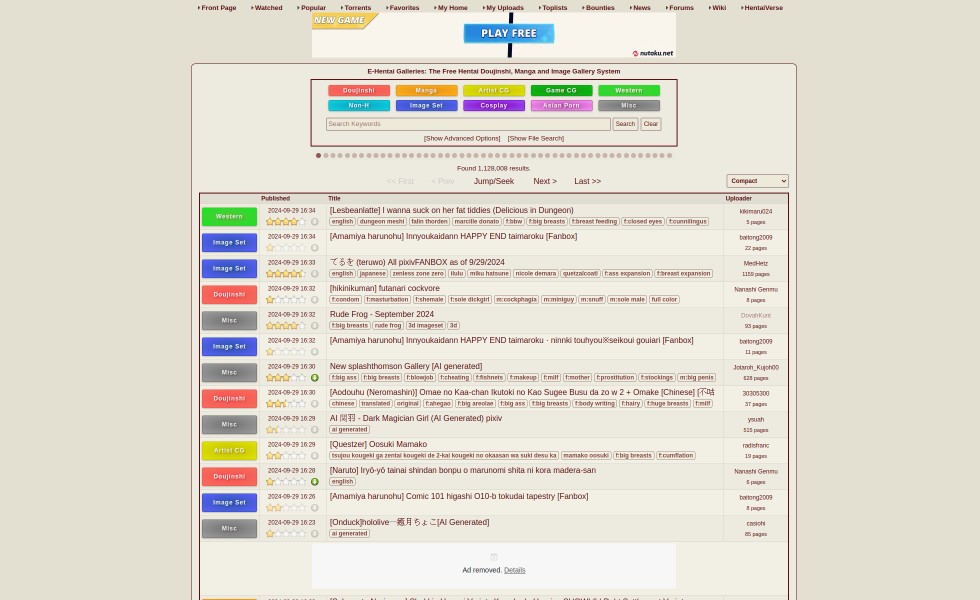 Front Page Watched Popular Torrents Favorites My Home My Uploads Toplists Bounties News Forums Wiki HentaiVerse
NEW GAME
PLAY FREE
nutaku.net
E-Hentai Galleries: The Free Hentai Doujinshi, Manga and Image Gallery System
Doujinshi Manga Artist CG Game CG Western
Non-H Image Set Cosplay Asian Porn Misc
Search Keywords Search Clear
[Show Advanced Options] [Show File Search]
Found 1,128,008 results.
<< First < Prev Jump/Seek Next > Last >> Compact
Published Title Uploader
Western 2024-09-29 16:34 [Lesbeanlatte] I wanna suck on her fat tiddies (Delicious in Dungeon) kikimaru024
english dungeon meshi falin thorden marcille donato f:bbw f:big breasts f:breast feeding f:closed eyes f:cunnilingus 5 pages
Image Set 2024-09-29 16:34 [Amamiya harunohu] Innyoukaidann HAPPY END taimaroku [Fanbox] baitong2009
22 pages
Image Set 2024-09-29 16:33 てるを (teruwo) All pixivFANBOX as of 9/29/2024 MedHetz
english japanese zenless zone zero lulu miku hatsune nicole demara quetzalcoatl f:ass expansion f:breast expansion 1159 pages
Doujinshi 2024-09-29 16:32 [hikinikuman] futanari cockvore Nanashi Genmu
f:condom f:masturbation f:shemale f:sole dickgirl m:cockphagia m:miniguy m:snuff m:sole male full color 8 pages
Misc 2024-09-29 16:32 Rude Frog - September 2024 DovahKunt
f:big breasts rude frog 3d imageset 3d 93 pages
Image Set 2024-09-29 16:32 [Amamiya harunohu] Innyoukaidann HAPPY END taimaroku · ninnki touhyou※seikoui gouiari [Fanbox] baitong2009
11 pages
Misc 2024-09-29 16:30 New splashthomson Gallery [AI generated] Jotaroh_Kujoh00
f:big ass f:big breasts f:blowjob f:cheating f:fishnets f:makeup f:milf f:mother f:prostitution f:stockings m:big penis 628 pages
Doujinshi 2024-09-29 16:30 [Aodouhu (Neromashin)] Omae no Kaa-chan Ikutoki no Kao Sugee Busu da zo w 2 + Omake [Chinese] [不咕 30305300
chinese translated original f:ahegao f:big areolae f:big ass f:big breasts f:body writing f:hairy f:huge breasts f:milf 37 pages
Misc 2024-09-29 16:29 AI 関羽 - Dark Magician Girl (AI Generated) pixiv ysuah
ai generated 515 pages
Artist CG 2024-09-29 16:29 [Questzer] Oosuki Mamako radisfranc
tsujou kougeki ga zentai kougeki de 2-kai kougeki no okaasan wa suki desu ka mamako oosuki f:big breasts f:cumflation 19 pages
Doujinshi 2024-09-29 16:28 [Naruto] Iryō-yō tainai shindan bonpu o marunomi shita ni kora madera-san Nanashi Genmu
english 6 pages
Image Set 2024-09-29 16:26 [Amamiya harunohu] Comic 101 higashi O10-b tokudai tapestry [Fanbox] baitong2009
8 pages
Misc 2024-09-29 16:23 [Onduck]hololive一癒月ちょこ[AI Generated] casiohi
ai generated 85 pages
Ad removed. Details